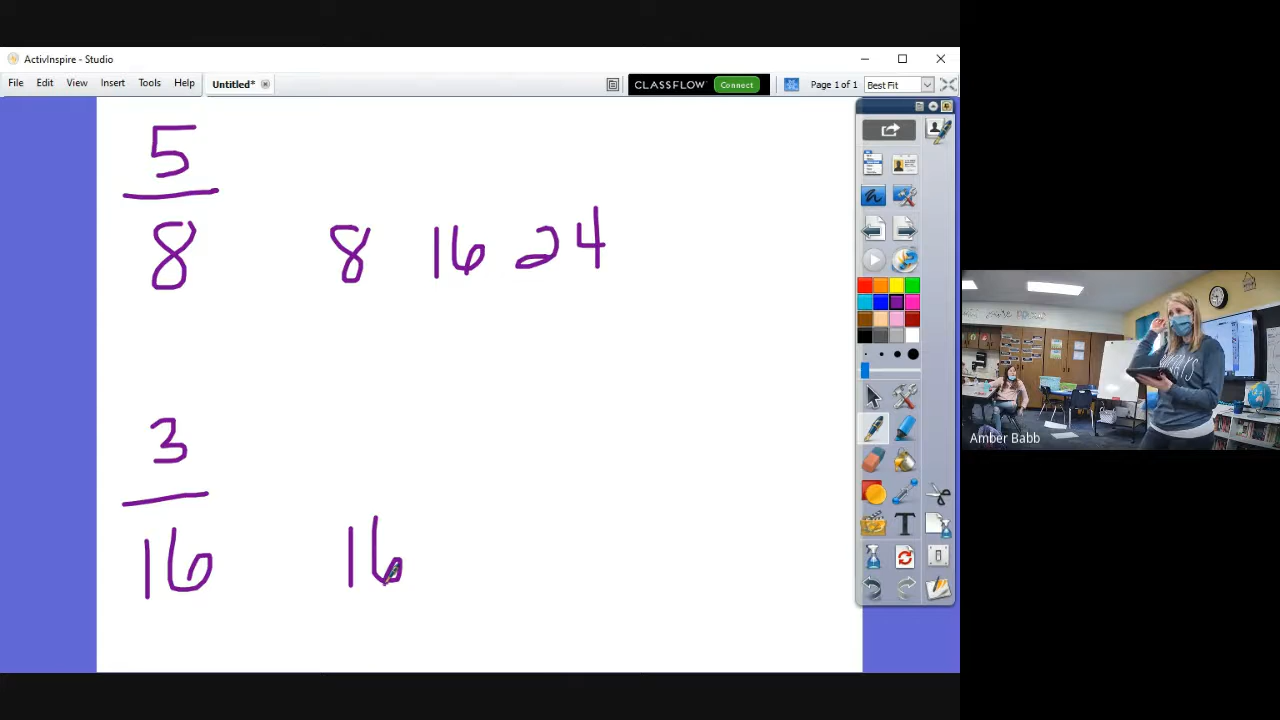 ActivInspire - Studio
File Edit View Insert Tools Help Untitled* CLASSFLOW Connect Page 1 of 1 Best Fit
5
8 8 16 24
3
16 16
Amber Babb